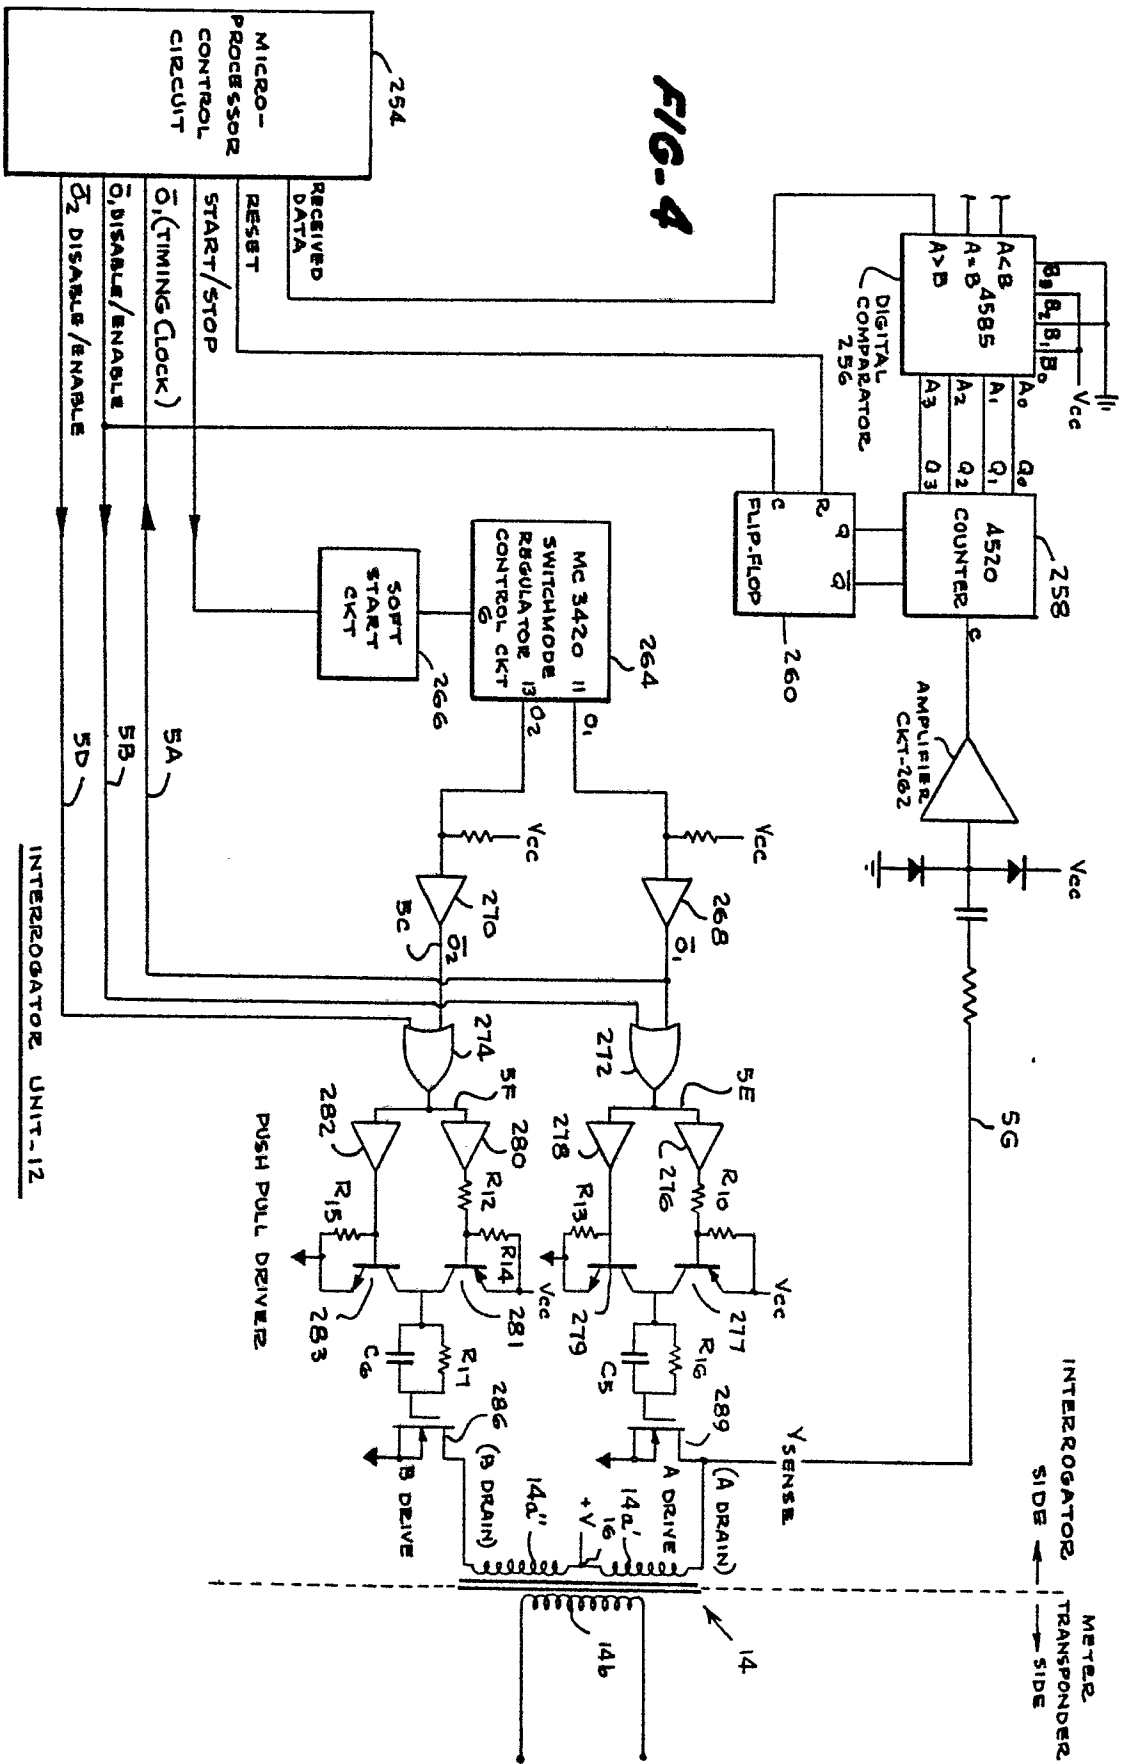 FIG-4
INTERROGATOR
SIDE
METER
TRANSPONDER
SIDE
254
MICRO-
PROCESSOR
CONTROL
CIRCUIT
RECEIVED
DATA
RESET
START/STOP
O̅1 (TIMING CLOCK)
O̅1 DISABLE/ENABLE
O̅2 DISABLE/ENABLE
B3 B2 B1 B0
Vcc
A<B
A=B
A>B
4585
A0
A1
A2
A3
DIGITAL
COMPARATOR
256
Q0
Q1
Q2
Q3
4520
COUNTER
C
258
R
C
FLIP-FLOP
Q
Q̅
260
AMPLIFIER
CKT-262
Vcc
5G
MC 3420
SWITCHMODE
REGULATOR
CONTROL CKT
11
13
6
264
O1
O2
SOFT
START
CKT
266
Vcc
Vcc
268
270
O̅1
O̅2
5C
5A
5B
5D
272
274
5E
5F
276
278
280
282
R10
R13
R12
R14
R15
Vcc
Vcc
277
279
281
283
R16
C5
R17
C6
289
286
V SENSE
(A DRAIN)
A DRIVE
(B DRAIN)
B DRIVE
14a'
16
+V
14a"
14b
14
PUSH PULL DRIVER
INTERROGATOR UNIT-12